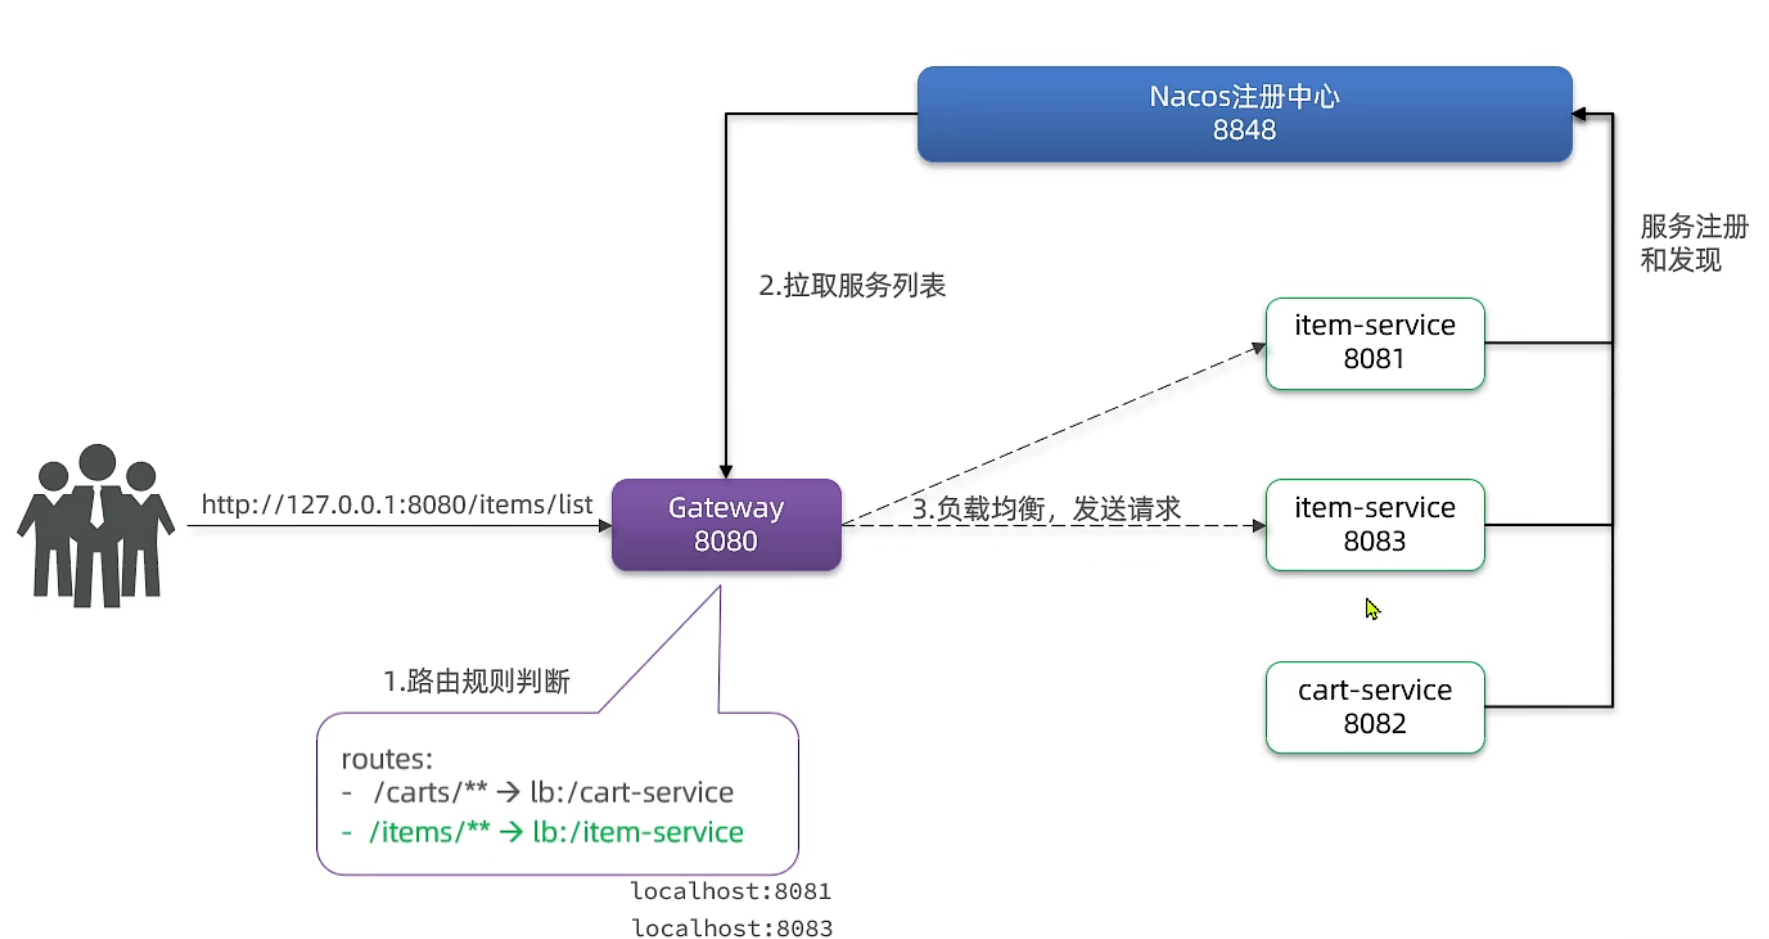 Nacos注册中心
8848
服务注册
和发现
2.拉取服务列表
item-service
8081
http://127.0.0.1:8080/items/list
Gateway
8080
3.负载均衡，发送请求
item-service
8083
1.路由规则判断
cart-service
8082
routes:
- /carts/** → lb:/cart-service
- /items/** → lb:/item-service
localhost:8081
localhost:8083